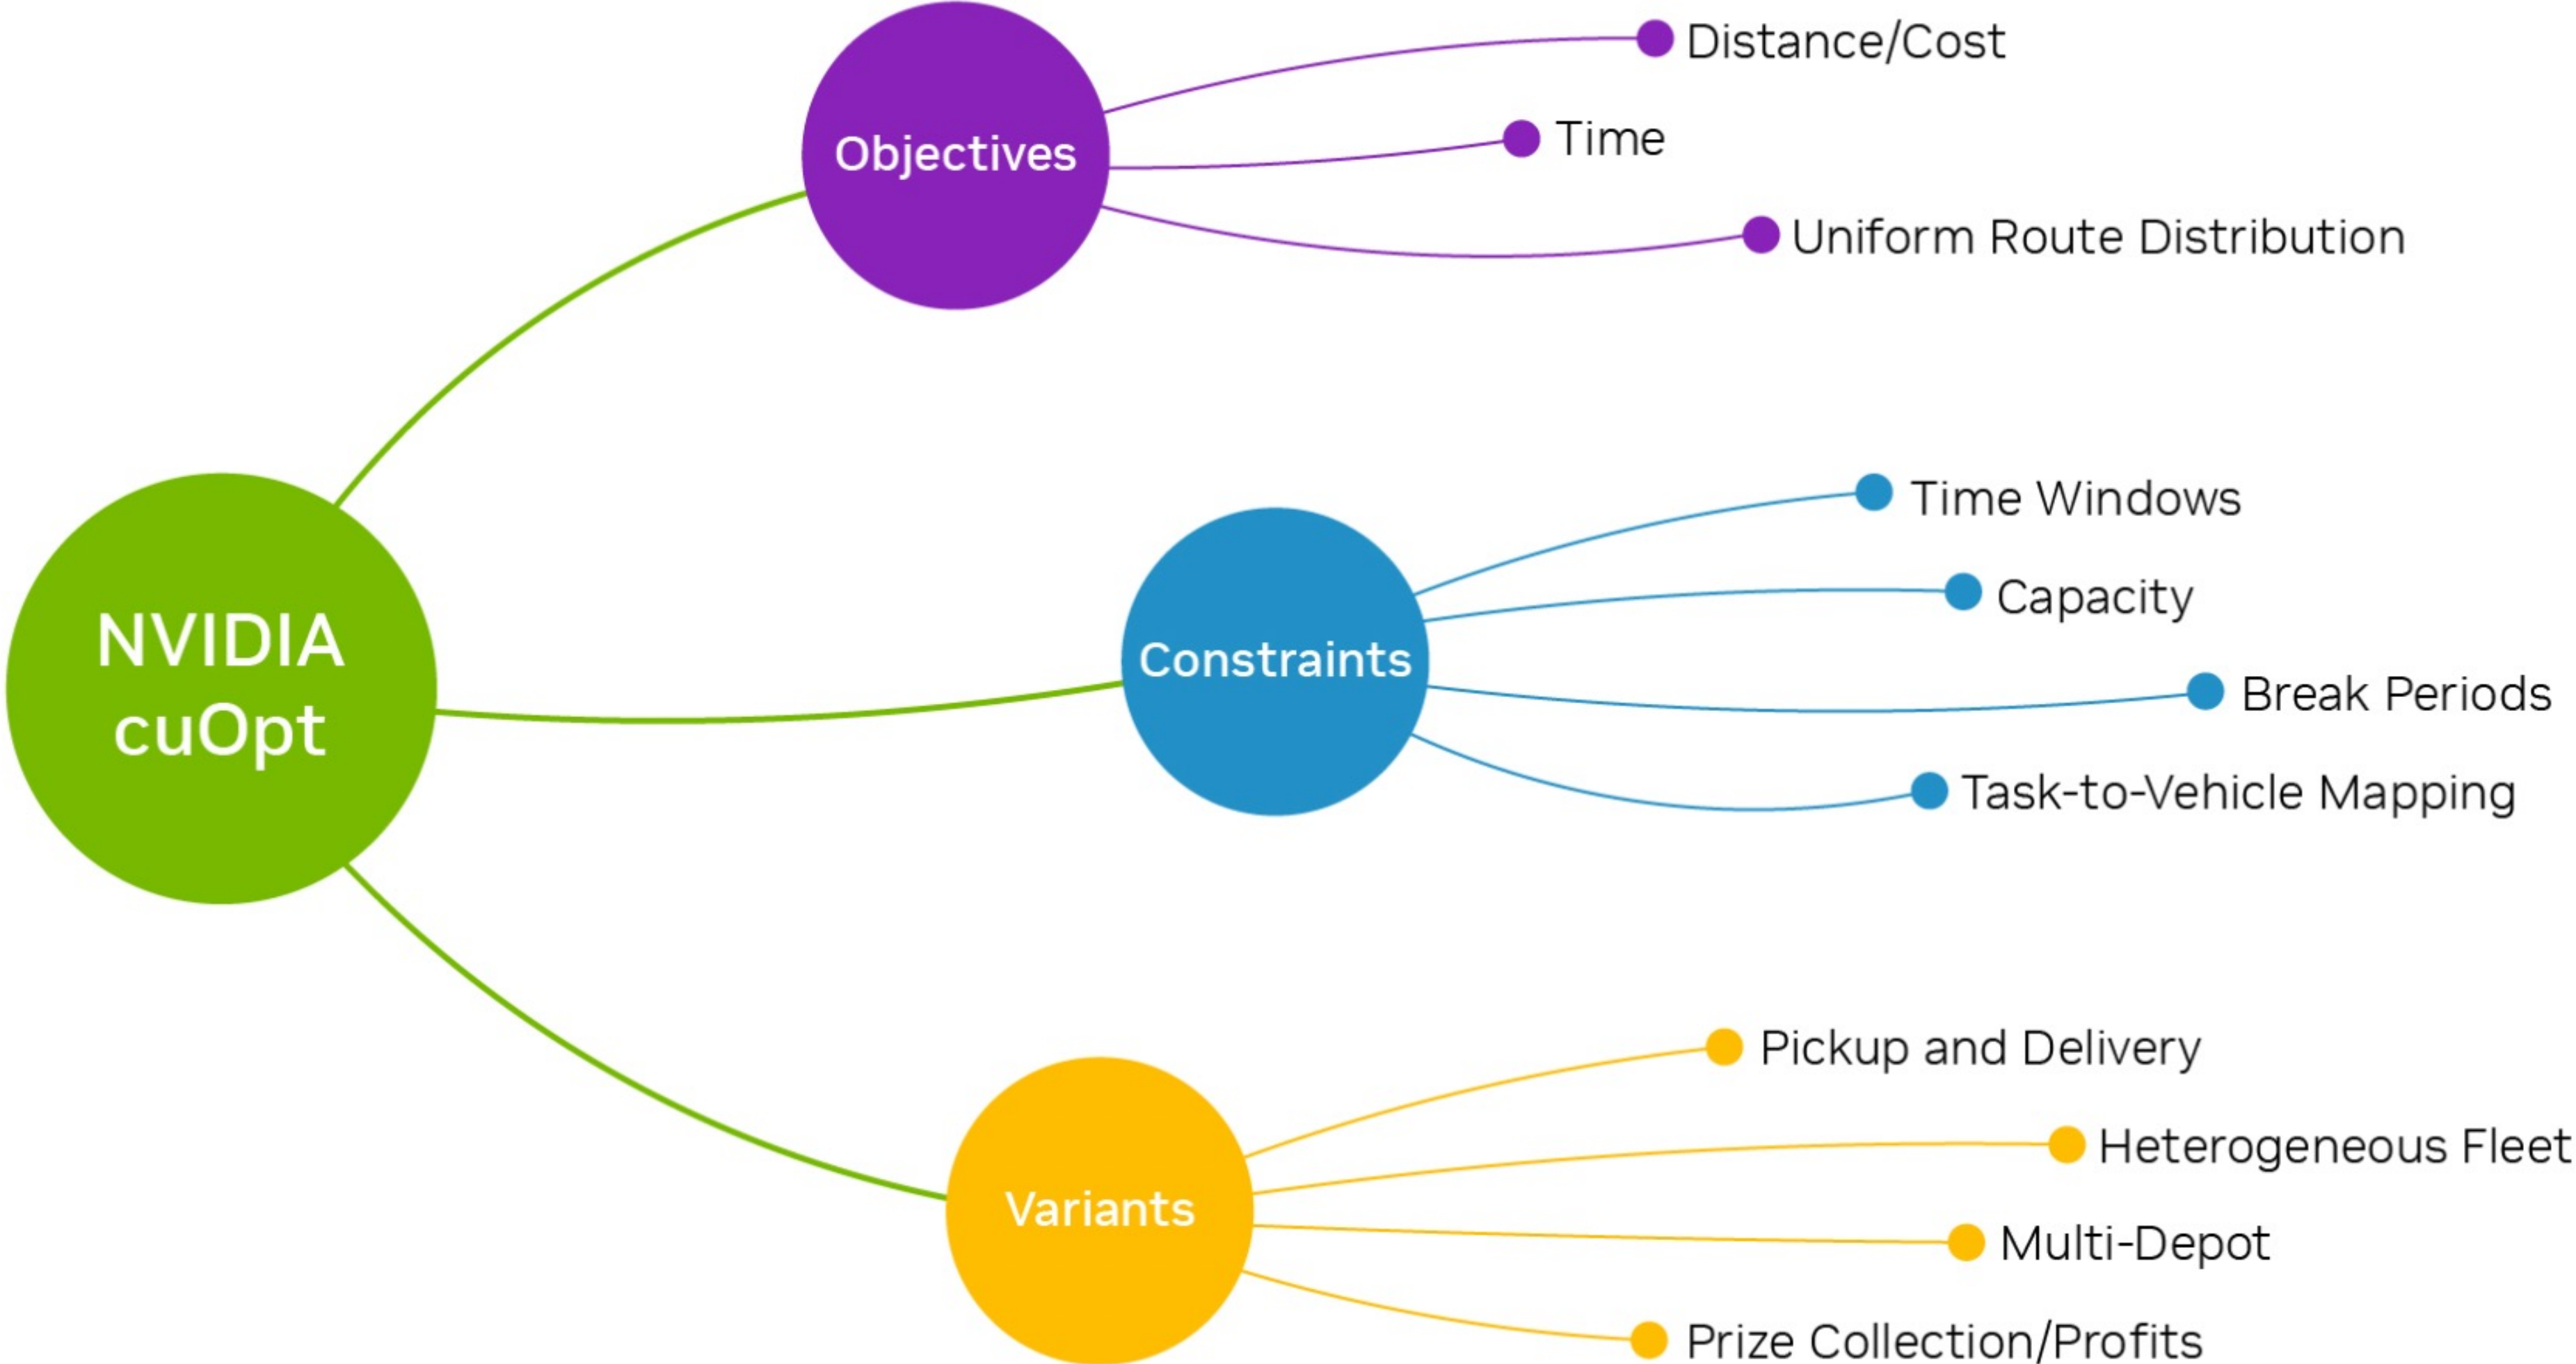 NVIDIA
cuOpt
Objectives
Distance/Cost
Time
Uniform Route Distribution
Constraints
Time Windows
Capacity
Break Periods
Task-to-Vehicle Mapping
Variants
Pickup and Delivery
Heterogeneous Fleet
Multi-Depot
Prize Collection/Profits